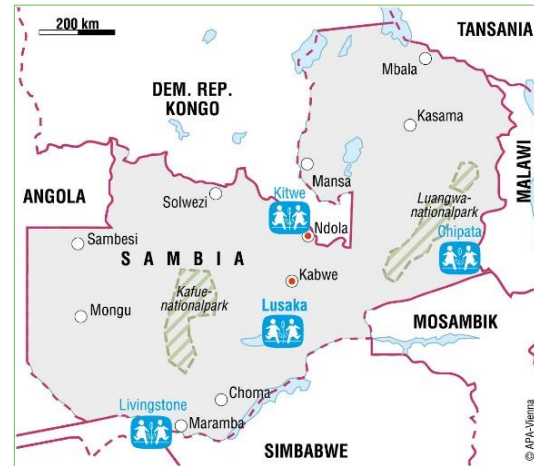 200 km
TANSANIA
Mbala
DEM. REP.
KONGO
Kasama
MALAWI
Mansa
ANGOLA
Solwezi
Kitwe
Luangwa-
nationalpark
Ndola
Chipata
Sambesi
SAMBIA
Kabwe
Kafue-
nationalpark
Lusaka
Mongu
MOSAMBIK
Choma
Livingstone
Maramba
SIMBABWE
© APA-Vienna